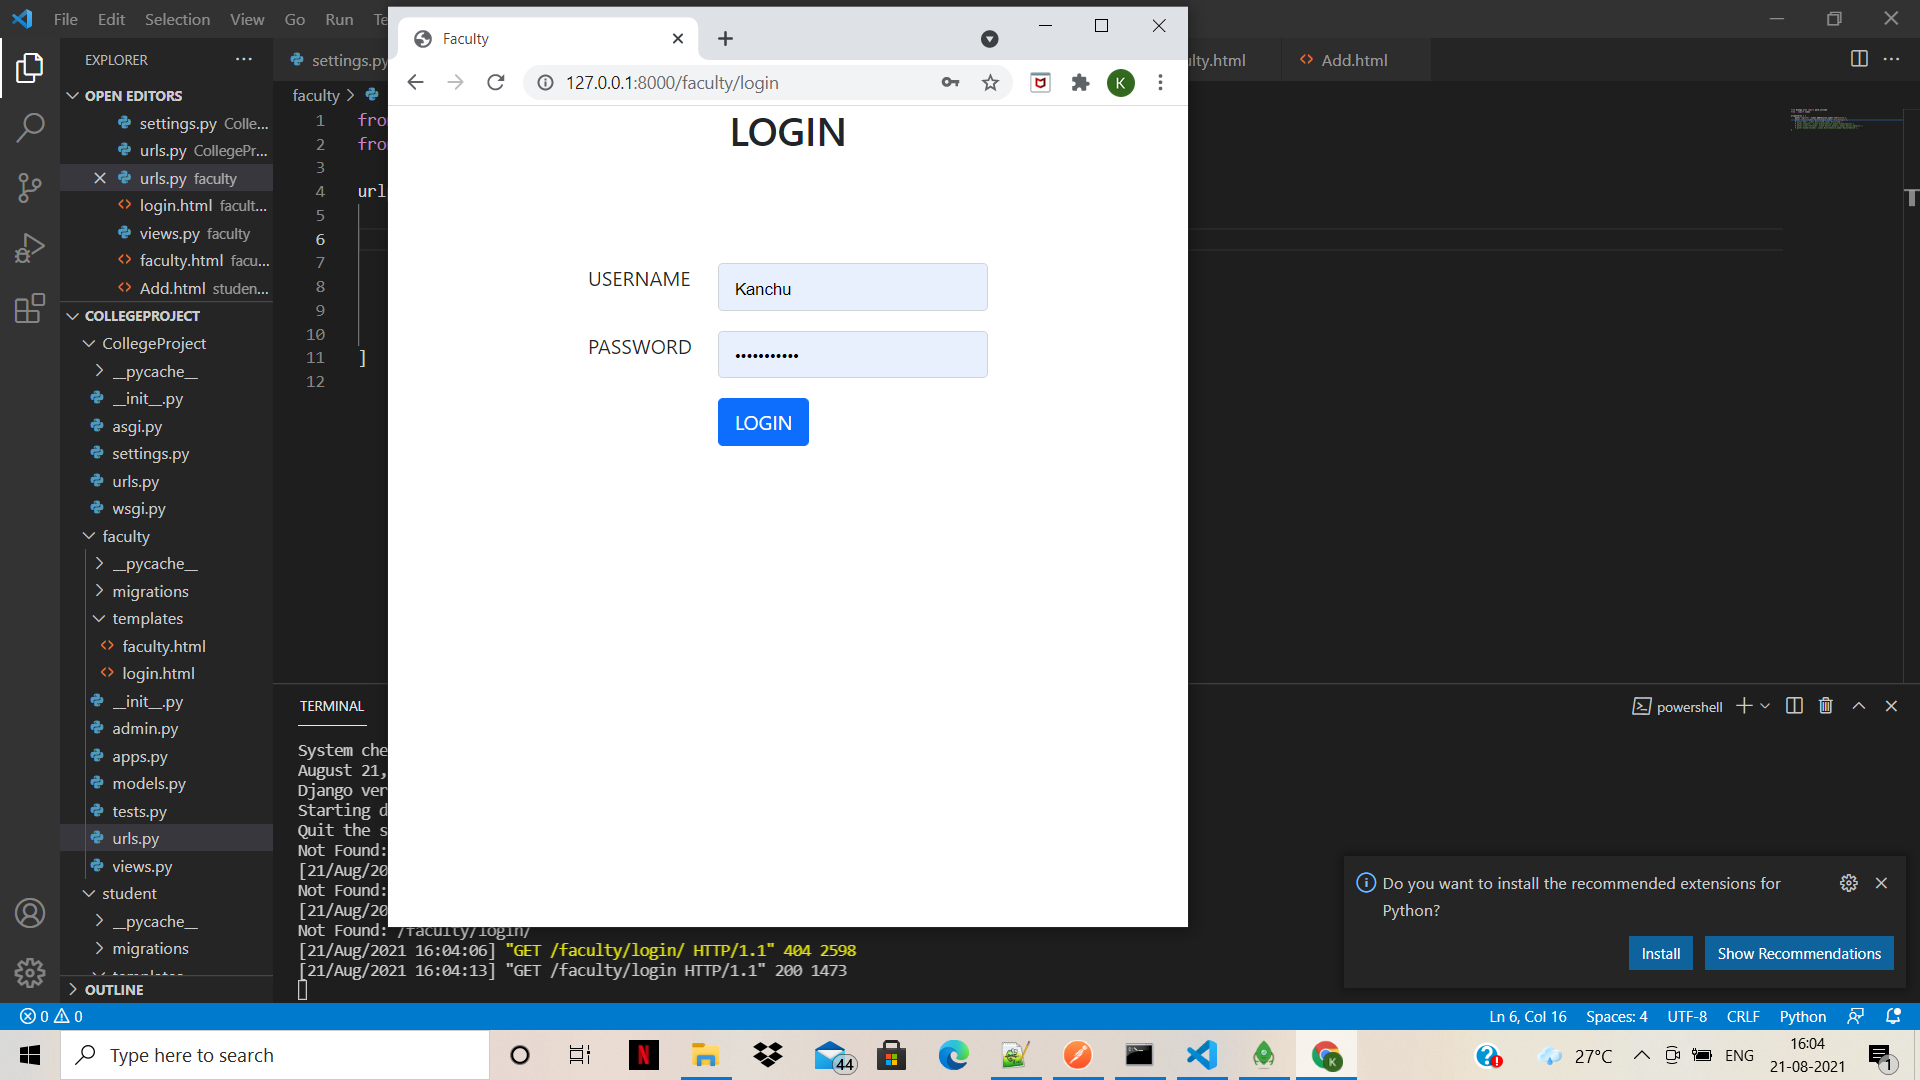 File Edit Selection View Go Run
EXPLORER
OPEN EDITORS
settings.py Colle...
urls.py CollegePr...
urls.py faculty
login.html facult...
views.py faculty
faculty.html facu...
Add.html studen...
COLLEGEPROJECT
CollegeProject
__pycache__
__init__.py
asgi.py
settings.py
urls.py
wsgi.py
faculty
__pycache__
migrations
templates
faculty.html
login.html
__init__.py
admin.py
apps.py
models.py
tests.py
urls.py
views.py
student
__pycache__
migrations
OUTLINE
settings.py
lty.html
Add.html
faculty
1 fro
2 fro
3
4 url
5
6
7
8
9
10
11 ]
12
Faculty
127.0.0.1:8000/faculty/login
K
LOGIN
USERNAME Kanchu
PASSWORD •••••••••••
LOGIN
TERMINAL
powershell
System che
August 21,
Django ver
Starting d
Quit the s
Not Found:
[21/Aug/20
Not Found:
[21/Aug/20
Not Found: /faculty/login/
[21/Aug/2021 16:04:06] "GET /faculty/login/ HTTP/1.1" 404 2598
[21/Aug/2021 16:04:13] "GET /faculty/login HTTP/1.1" 200 1473
Do you want to install the recommended extensions for
Python?
Install Show Recommendations
0 0
Ln 6, Col 16 Spaces: 4 UTF-8 CRLF Python
Type here to search
N
44
K
27°C
ENG
16:04
21-08-2021
1